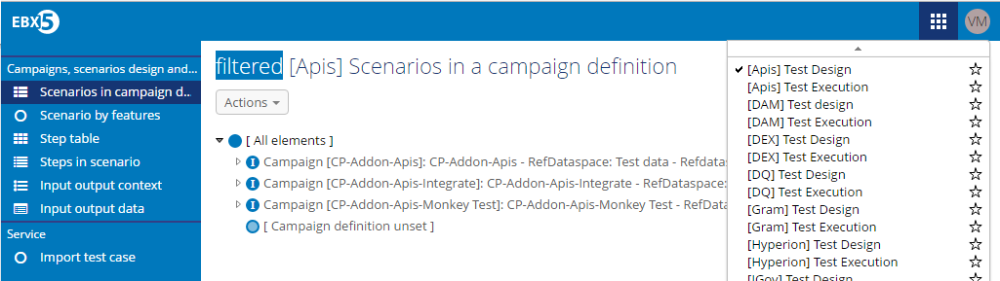 EBX5
VM
Campaigns, scenarios design and...
Scenarios in campaign d...
Scenario by features
Step table
Steps in scenario
Input output context
Input output data
Service
Import test case
filtered [Apis] Scenarios in a campaign definition
Actions
[ All elements ]
Campaign [CP-Addon-Apis]: CP-Addon-Apis - RefDataspace: Test data - Refdatas
Campaign [CP-Addon-Apis-Integrate]: CP-Addon-Apis-Integrate - RefDataspace:
Campaign [CP-Addon-Apis-Monkey Test]: CP-Addon-Apis-Monkey Test - RefData
[ Campaign definition unset ]
[Apis] Test Design
[Apis] Test Execution
[DAM] Test design
[DAM] Test Execution
[DEX] Test Design
[DEX] Test Execution
[DQ] Test Design
[DQ] Test Execution
[Gram] Test Design
[Gram] Test Execution
[Hyperion] Test Design
[Hyperion] Test Execution
[IGov] Test Design